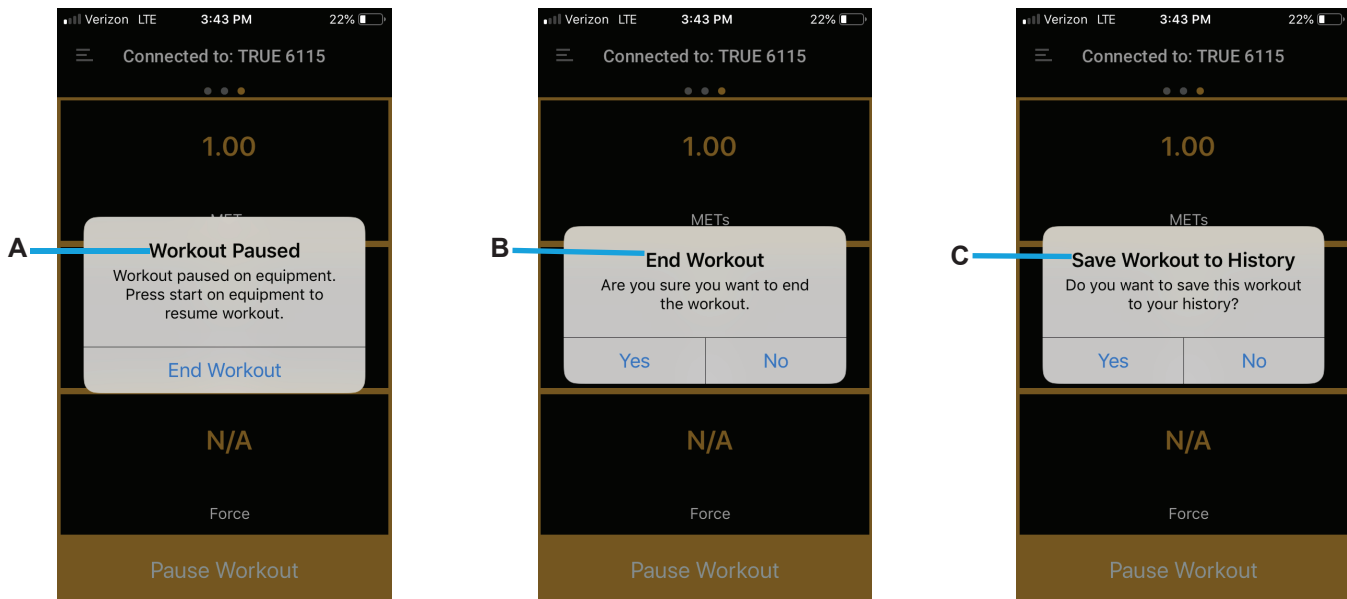 Verizon LTE 3:43 PM 22%
Connected to: TRUE 6115
1.00
METs
A
Workout Paused
Workout paused on equipment.
Press start on equipment to
resume workout.
End Workout
N/A
Force
Pause Workout
Verizon LTE 3:43 PM 22%
Connected to: TRUE 6115
1.00
METs
B
End Workout
Are you sure you want to end
the workout.
Yes No
N/A
Force
Pause Workout
Verizon LTE 3:43 PM 22%
Connected to: TRUE 6115
1.00
METs
C
Save Workout to History
Do you want to save this workout
to your history?
Yes No
N/A
Force
Pause Workout